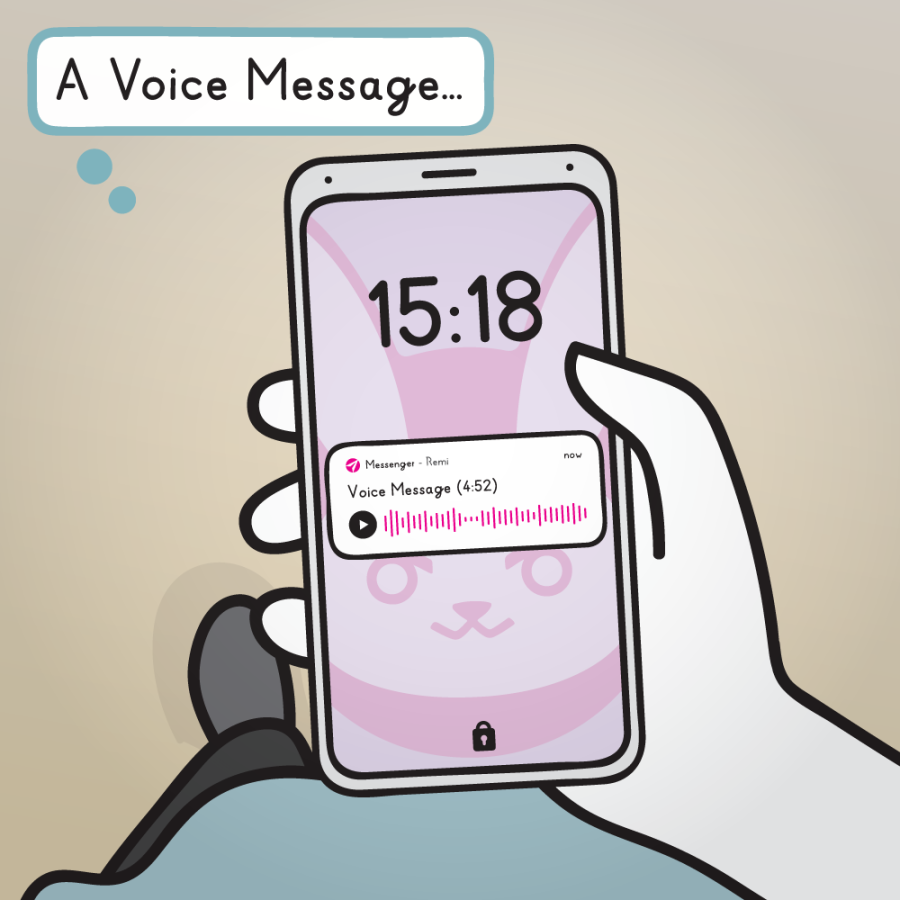 A Voice Message...
15:18
Messenger - Remi
now
Voice Message (4:52)